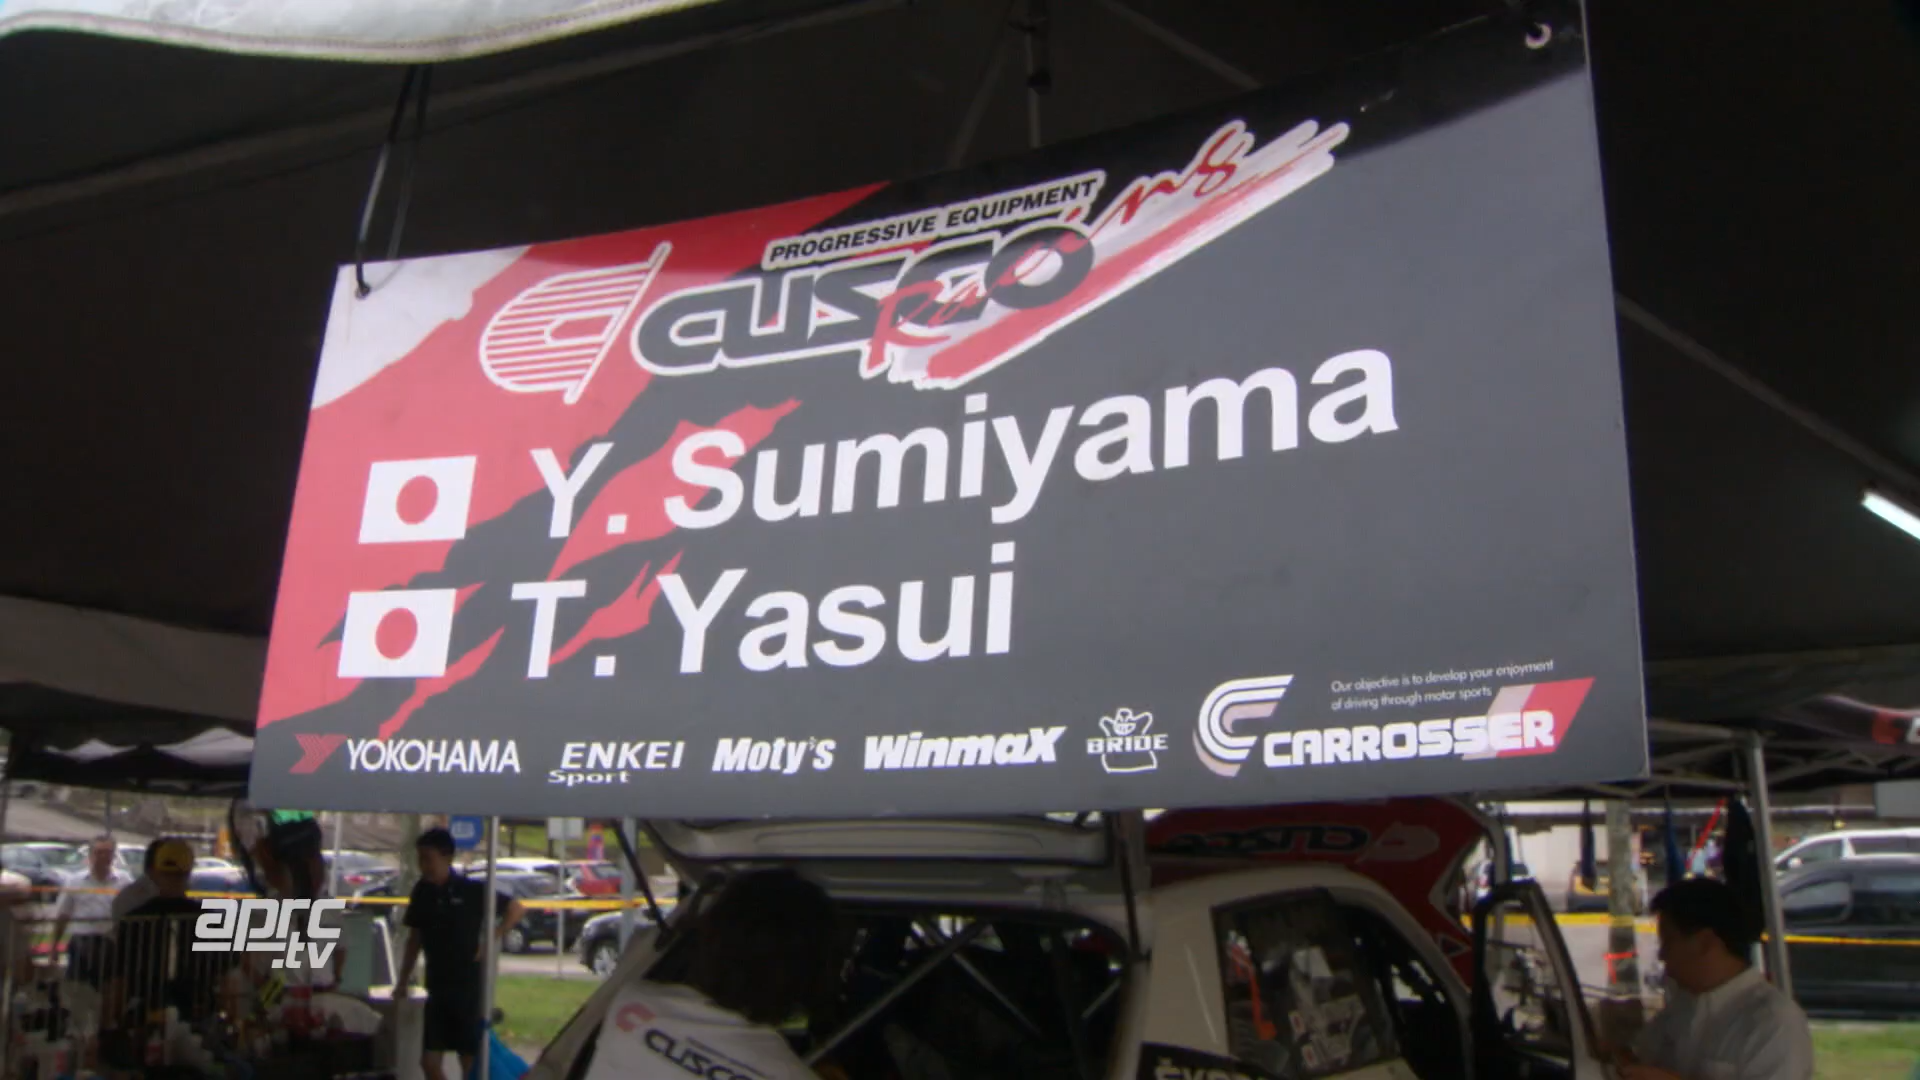 PROGRESSIVE EQUIPMENT
CUSCO Racing
Y. Sumiyama
T. Yasui
Our objective is to develop your enjoyment
of driving through motor sports
YOKOHAMA ENKEI Sport Moty's WinmaX BRIDE CARROSSER
aprc.tv
CUSCO